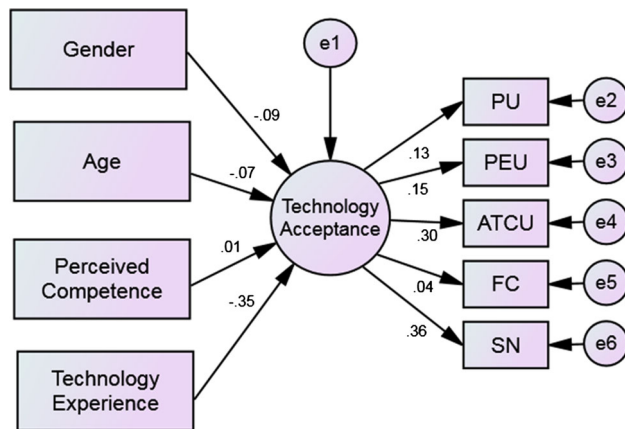 Gender
-.09
Age
-.07
Perceived
Competence
.01
Technology
Experience
-.35
e1
Technology
Acceptance
PU
.13
e2
PEU
.15
e3
ATCU
.30
e4
FC
.04
e5
SN
.36
e6